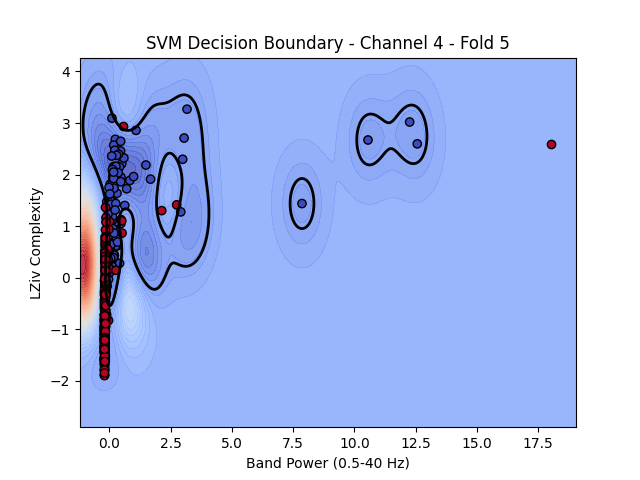 SVM Decision Boundary - Channel 4 - Fold 5
LZiv Complexity
4
3
2
1
0
−1
−2
0.0 2.5 5.0 7.5 10.0 12.5 15.0 17.5
Band Power (0.5-40 Hz)